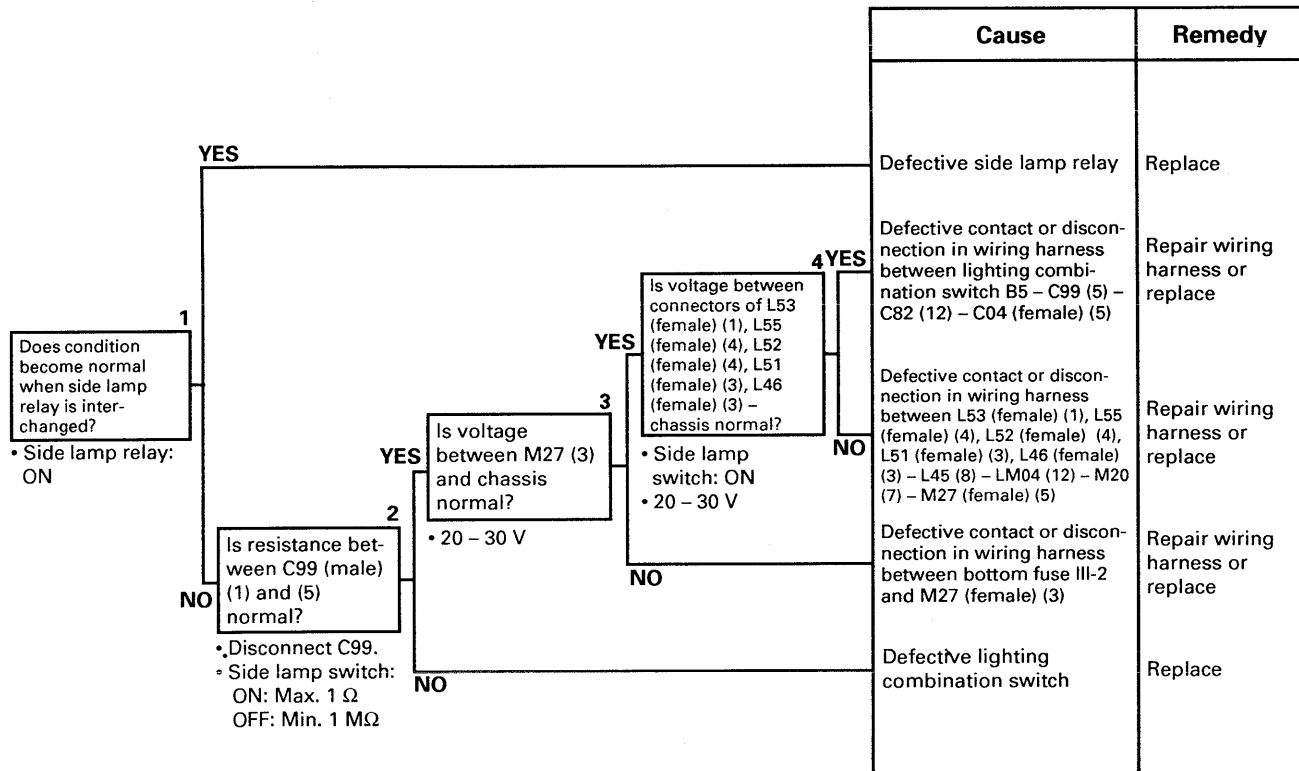 Cause
Remedy
YES
Defective side lamp relay
Replace
1
Does condition
become normal
when side lamp
relay is inter-
changed?
• Side lamp relay:
ON
NO
2
Is resistance bet-
ween C99 (male)
(1) and (5)
normal?
• Disconnect C99.
• Side lamp switch:
ON: Max. 1 Ω
OFF: Min. 1 MΩ
YES
3
Is voltage
between M27 (3)
and chassis
normal?
• 20 – 30 V
YES
4
Is voltage between
connectors of L53
(female) (1), L55
(female) (4), L52
(female) (4), L51
(female) (3), L46
(female) (3) –
chassis normal?
• Side lamp
switch: ON
• 20 – 30 V
YES
Defective contact or discon-
nection in wiring harness
between lighting combi-
nation switch B5 – C99 (5) –
C82 (12) – C04 (female) (5)
Repair wiring
harness or
replace
NO
Defective contact or discon-
nection in wiring harness
between L53 (female) (1), L55
(female) (4), L52 (female) (4),
L51 (female) (3), L46 (female)
(3) – L45 (8) – LM04 (12) – M20
(7) – M27 (female) (5)
Repair wiring
harness or
replace
NO
Defective contact or discon-
nection in wiring harness
between bottom fuse III-2
and M27 (female) (3)
Repair wiring
harness or
replace
NO
Defective lighting
combination switch
Replace